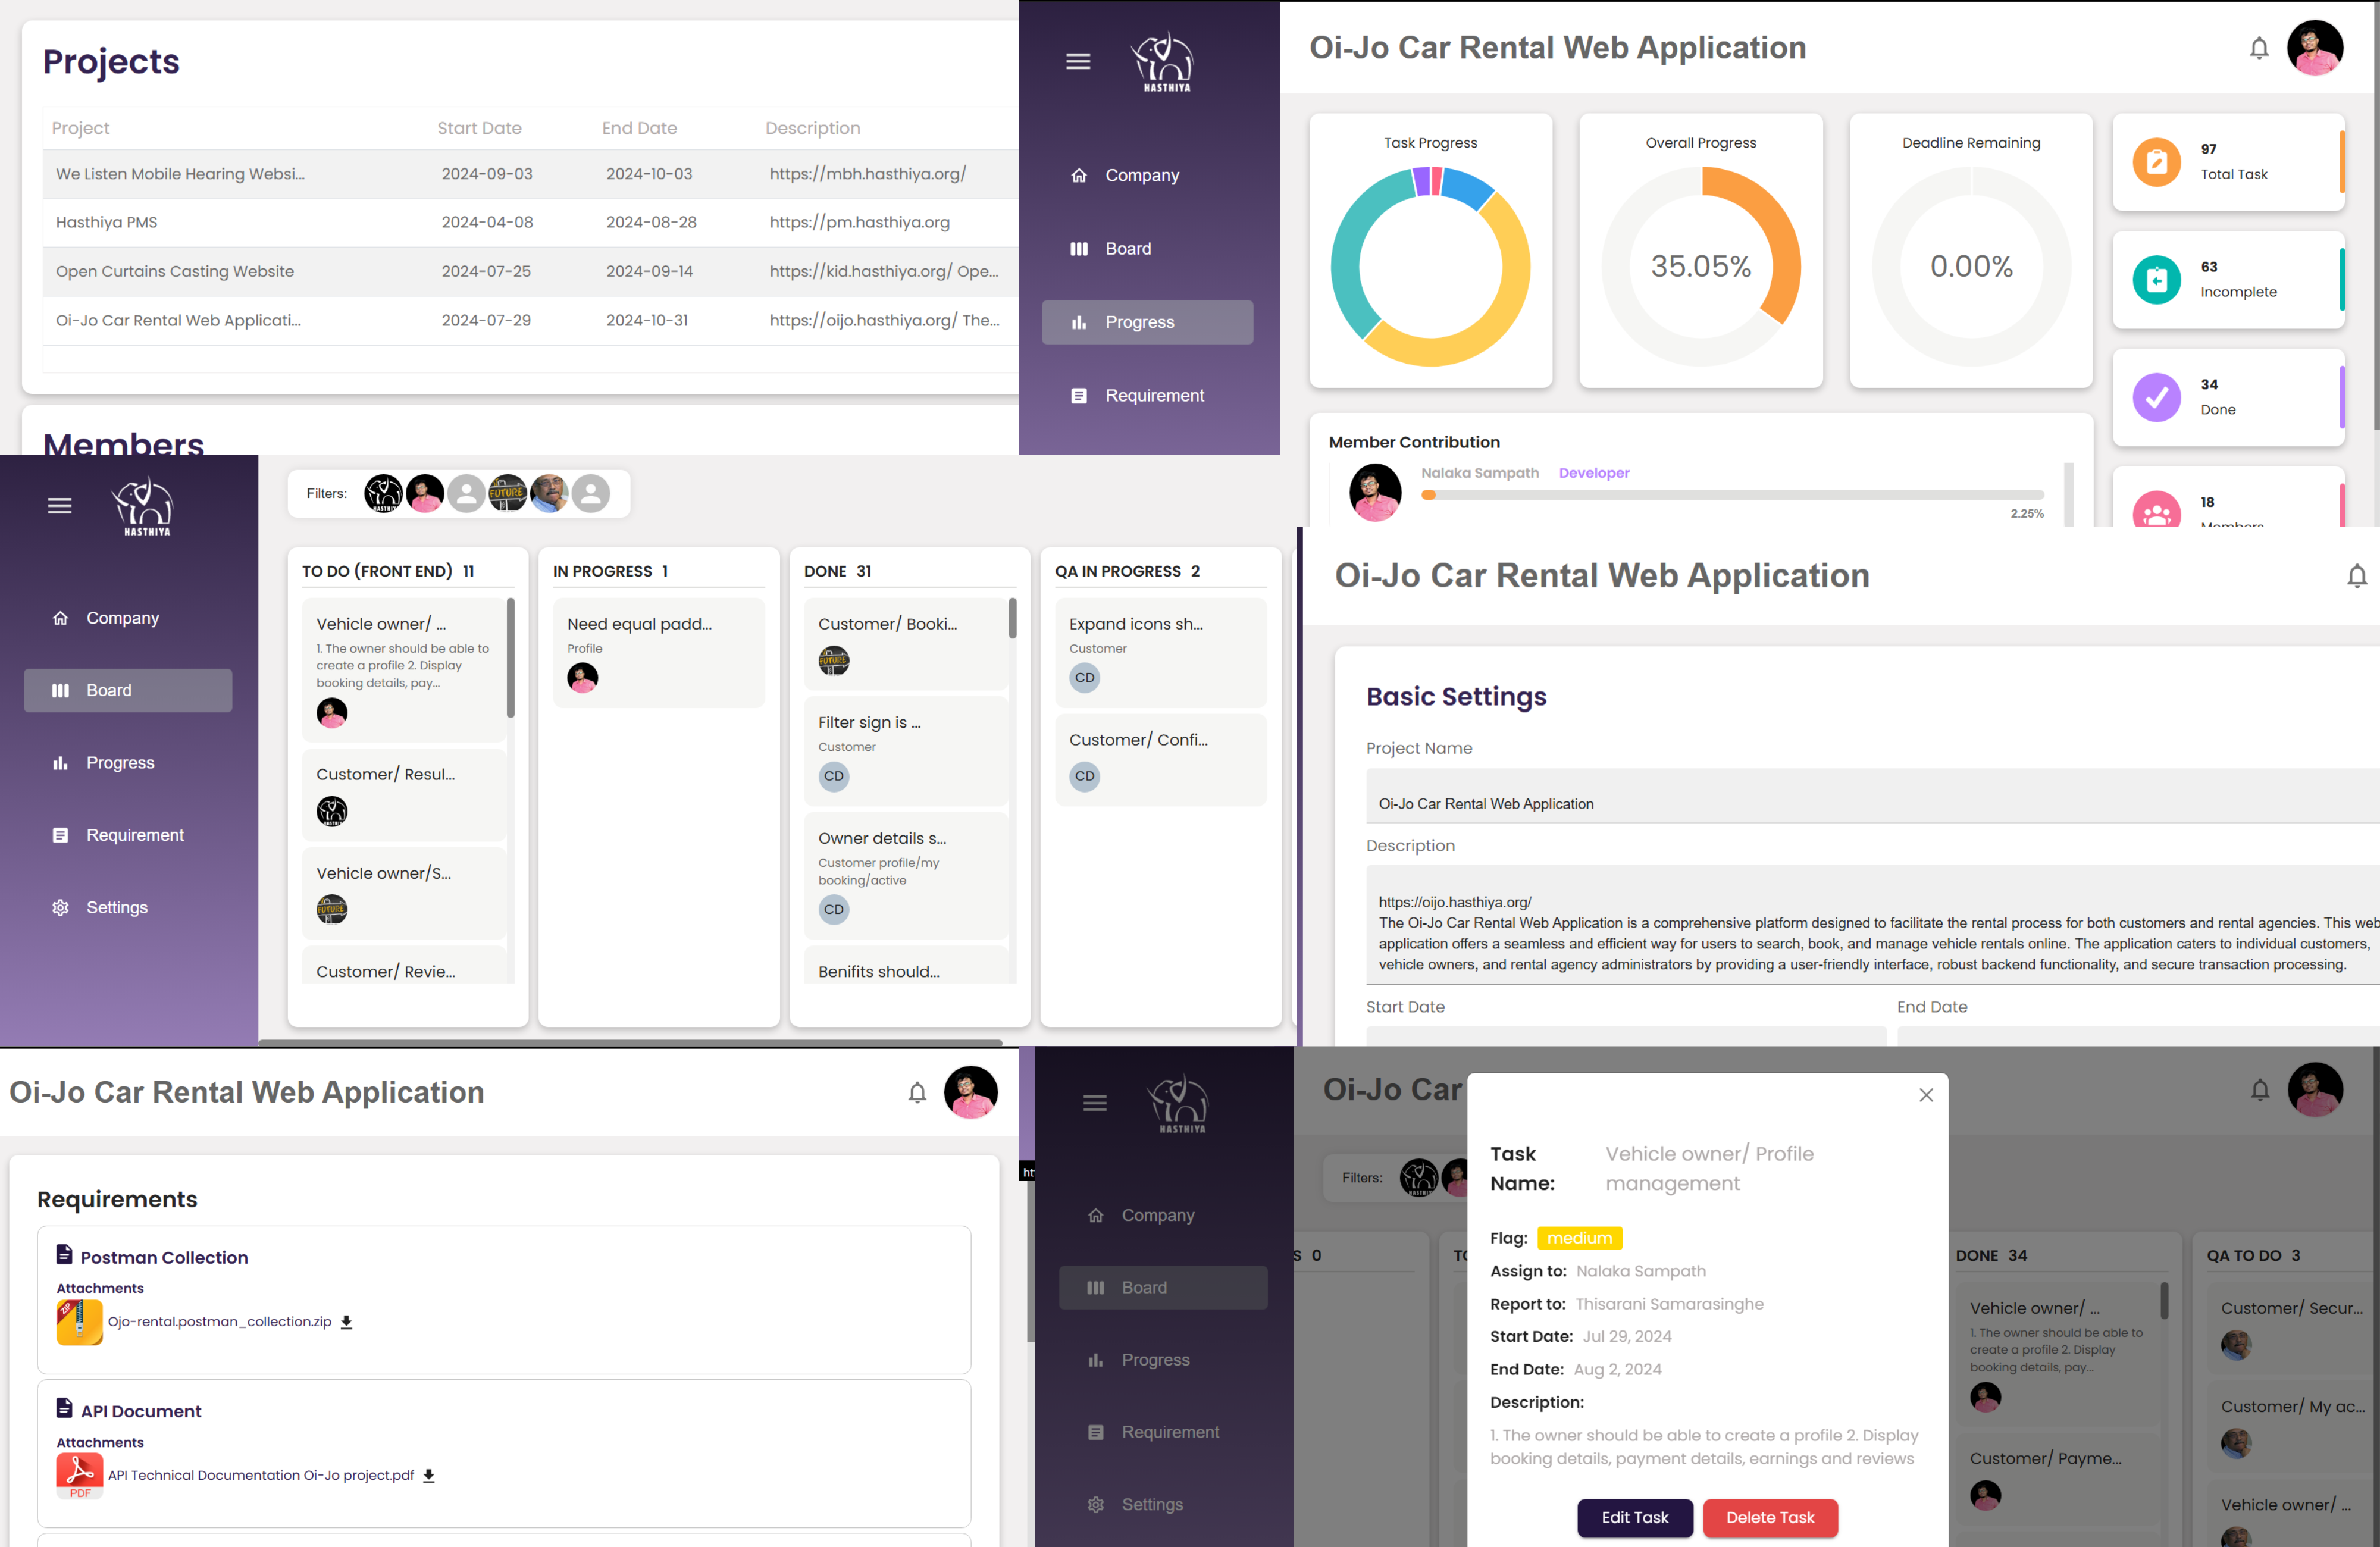 Projects
Project Start Date End Date Description
We Listen Mobile Hearing Websi... 2024-09-03 2024-10-03 https://mbh.hasthiya.org/
Hasthiya PMS 2024-04-08 2024-08-28 https://pm.hasthiya.org
Open Curtains Casting Website 2024-07-25 2024-09-14 https://kid.hasthiya.org/ Ope...
Oi-Jo Car Rental Web Applicati... 2024-07-29 2024-10-31 https://oijo.hasthiya.org/ The...
Members
HASTHIYA
Company
Board
Progress
Requirement
Oi-Jo Car Rental Web Application
Task Progress
Overall Progress
35.05%
Deadline Remaining
0.00%
97
Total Task
63
Incomplete
34
Done
18
Members
Member Contribution
Nalaka Sampath Developer
2.25%
HASTHIYA
Company
Board
Progress
Requirement
Settings
Filters:
HASTHIYA
FUTURE
TO DO (FRONT END) 11
Vehicle owner/ ...
1. The owner should be able to
create a profile 2. Display
booking details, pay...
Customer/ Resul...
HASTHIYA
Vehicle owner/S...
FUTURE
Customer/ Revie...
IN PROGRESS 1
Need equal padd...
Profile
DONE 31
Customer/ Booki...
FUTURE
Filter sign is ...
Customer
CD
Owner details s...
Customer profile/my
booking/active
CD
Benifits should...
QA IN PROGRESS 2
Expand icons sh...
Customer
CD
Customer/ Confi...
CD
Oi-Jo Car Rental Web Application
Basic Settings
Project Name
Oi-Jo Car Rental Web Application
Description
https://oijo.hasthiya.org/
The Oi-Jo Car Rental Web Application is a comprehensive platform designed to facilitate the rental process for both customers and rental agencies. This web
application offers a seamless and efficient way for users to search, book, and manage vehicle rentals online. The application caters to individual customers,
vehicle owners, and rental agency administrators by providing a user-friendly interface, robust backend functionality, and secure transaction processing.
Start Date End Date
Oi-Jo Car Rental Web Application
Requirements
Postman Collection
Attachments
ZIP
Ojo-rental.postman_collection.zip
API Document
Attachments
PDF
API Technical Documentation Oi-Jo project.pdf
ht
HASTHIYA
Company
Board
Progress
Requirement
Settings
Oi-Jo Car
Filters:
HASTHIYA
S 0
TO
Task Name: Vehicle owner/ Profile management
Flag: medium
Assign to: Nalaka Sampath
Report to: Thisarani Samarasinghe
Start Date: Jul 29, 2024
End Date: Aug 2, 2024
Description:
1. The owner should be able to create a profile 2. Display
booking details, payment details, earnings and reviews
Edit Task Delete Task
DONE 34
Vehicle owner/ ...
1. The owner should be able to
create a profile 2. Display
booking details, pay...
Customer/ Payme...
QA TO DO 3
Customer/ Secur...
Customer/ My ac...
Vehicle owner/ ...